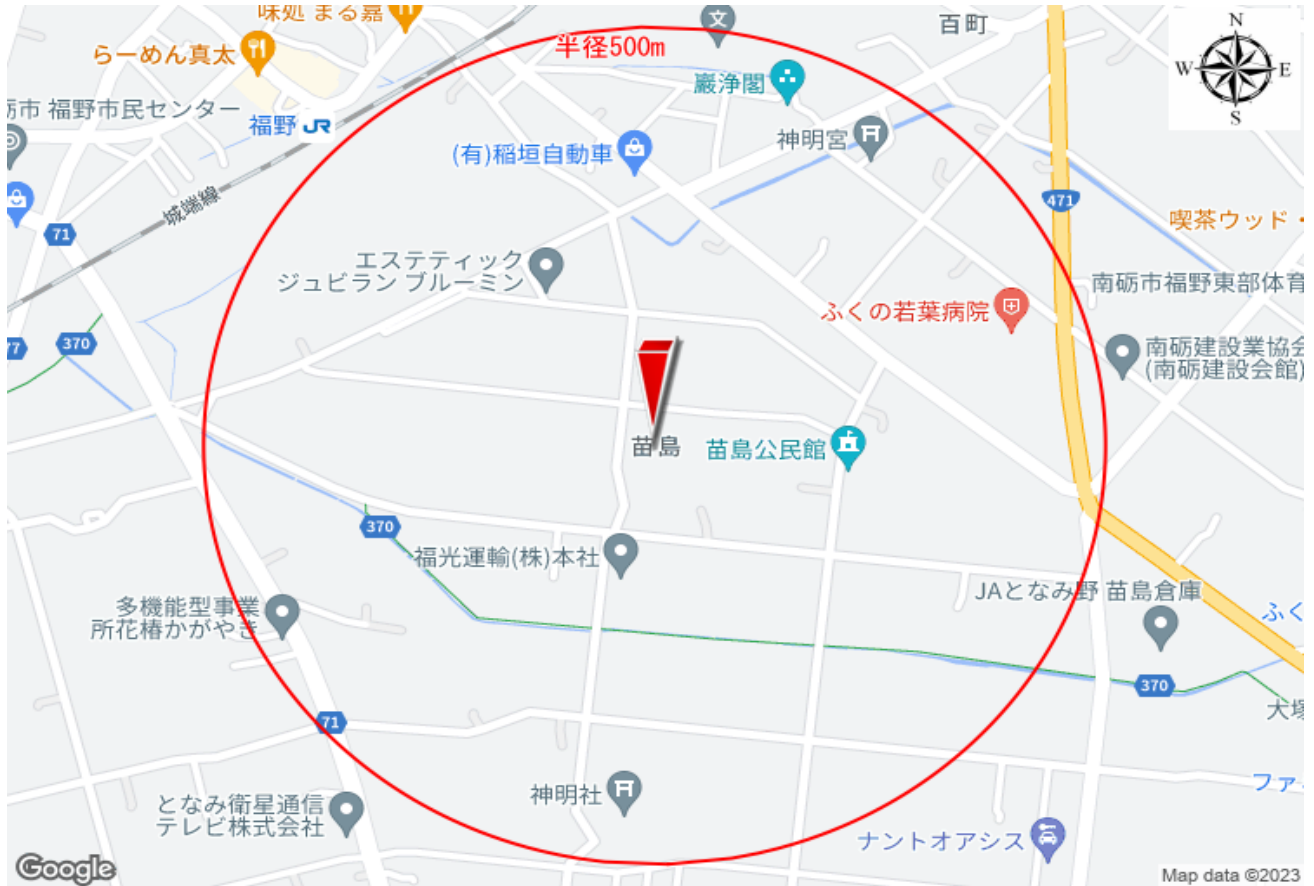 味処 まる嘉
らーめん真太
半径500m
百町
N
W
E
S
巖浄閣
砺市 福野市民センター
福野 JR
(有)稲垣自動車
神明宮
城端線
471
喫茶ウッド・
71
エステティック
ジュビラン ブルーミン
南砺市福野東部体育
ふくの若葉病院
370
77
南砺建設業協会
(南砺建設会館)
苗島
苗島公民館
370
福光運輸(株)本社
JAとなみ野 苗島倉庫
多機能型事業
所花椿かがやき
ふく
370
大塚
71
神明社
ファ
となみ衛星通信
テレビ株式会社
ナントオアシス
Google
Map data ©2023